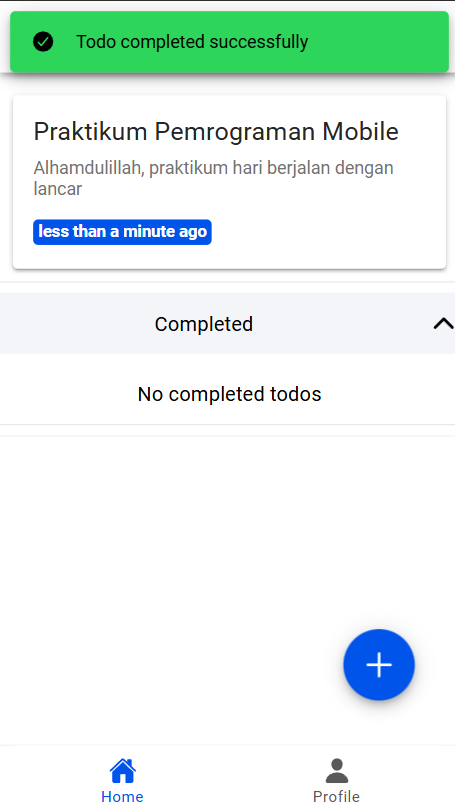 Todo completed successfully
Praktikum Pemrograman Mobile
Alhamdulillah, praktikum hari berjalan dengan
lancar
less than a minute ago
Completed
No completed todos
Home
Profile